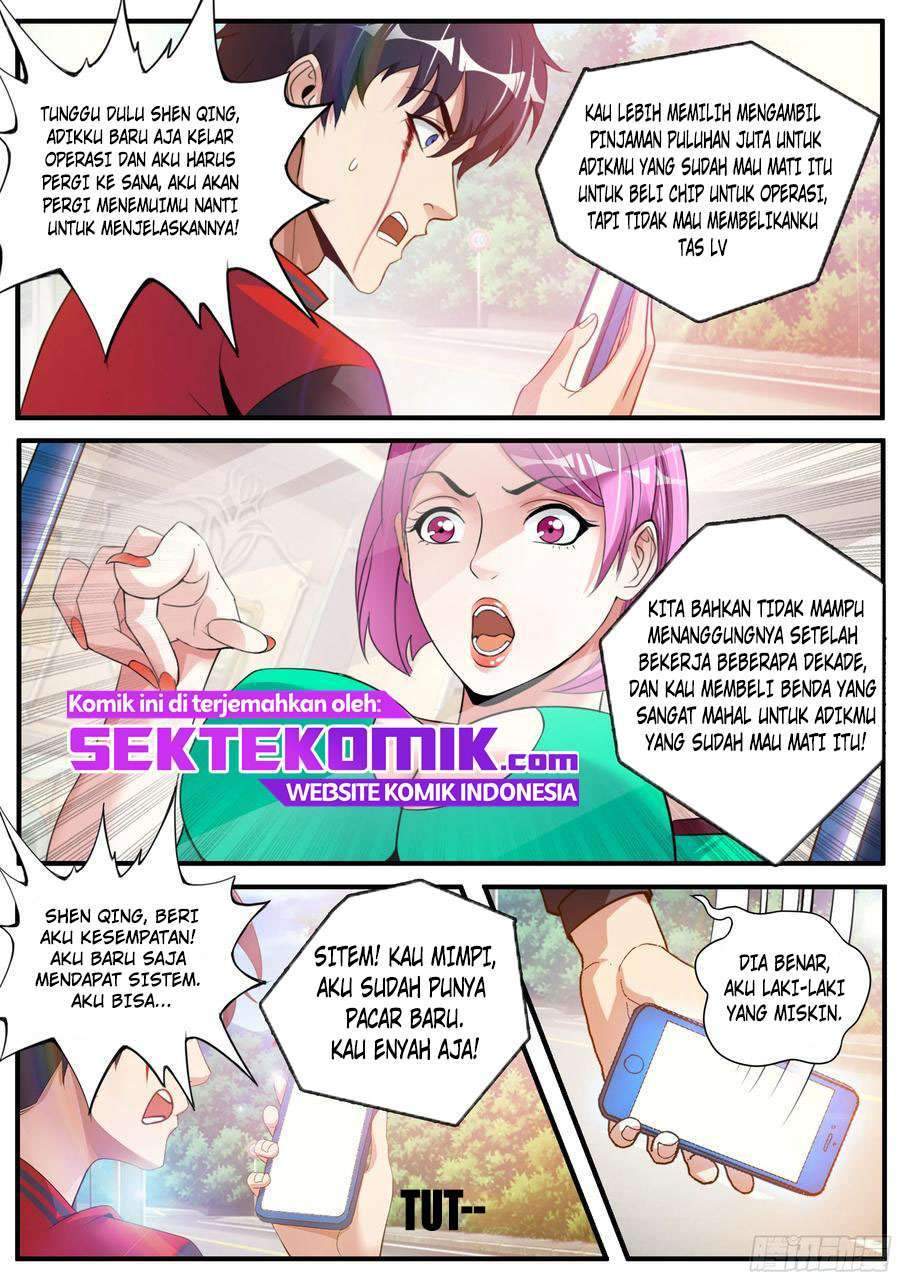 TUNGGU DULU SHEN QING,
ADIKKU BARU AJA KELAR
OPERASI DAN AKU HARUS
PERGI KE SANA, AKU AKAN
PERGI MENEMUIMU NANTI
UNTUK MENJELASKANNYA!
KAU LEBIH MEMILIH MENGAMBIL
PINJAMAN PULUHAN JUTA UNTUK
ADIKMU YANG SUDAH MAU MATI ITU
UNTUK BELI CHIP UNTUK OPERASI,
TAPI TIDAK MAU MEMBELIKANKU
TAS LV
KITA BAHKAN TIDAK MAMPU
MENANGGUNGNYA SETELAH
BEKERJA BEBERAPA DEKADE,
DAN KAU MEMBELI BENDA YANG
SANGAT MAHAL UNTUK ADIKMU
YANG SUDAH MAU MATI ITU!
Komik ini di terjemahkan oleh:
SEKTEKOMIK.com
WEBSITE KOMIK INDONESIA
SHEN QING, BERI
AKU KESEMPATAN!
AKU BARU SAJA
MENDAPAT SISTEM.
AKU BISA...
SITEM! KAU MIMPI,
AKU SUDAH PUNYA
PACAR BARU.
KAU ENYAH AJA!
TUT--
DIA BENAR,
AKU LAKI-LAKI
YANG MISKIN.